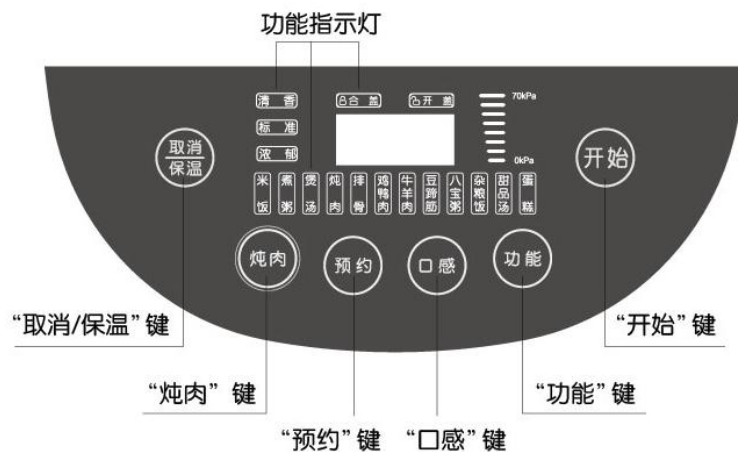 功能指示灯
清香
合盖
开盖
70kPa
标准
浓郁
0kPa
取消
保温
开始
米饭
煮粥
煲汤
炖肉
排骨
鸡鸭肉
牛羊肉
豆蹄筋
八宝粥
杂粮饭
甜品汤
蛋糕
炖肉
预约
口感
功能
“取消/保温”键
“开始”键
“炖肉” 键
“功能”键
“预约”键
“口感”键